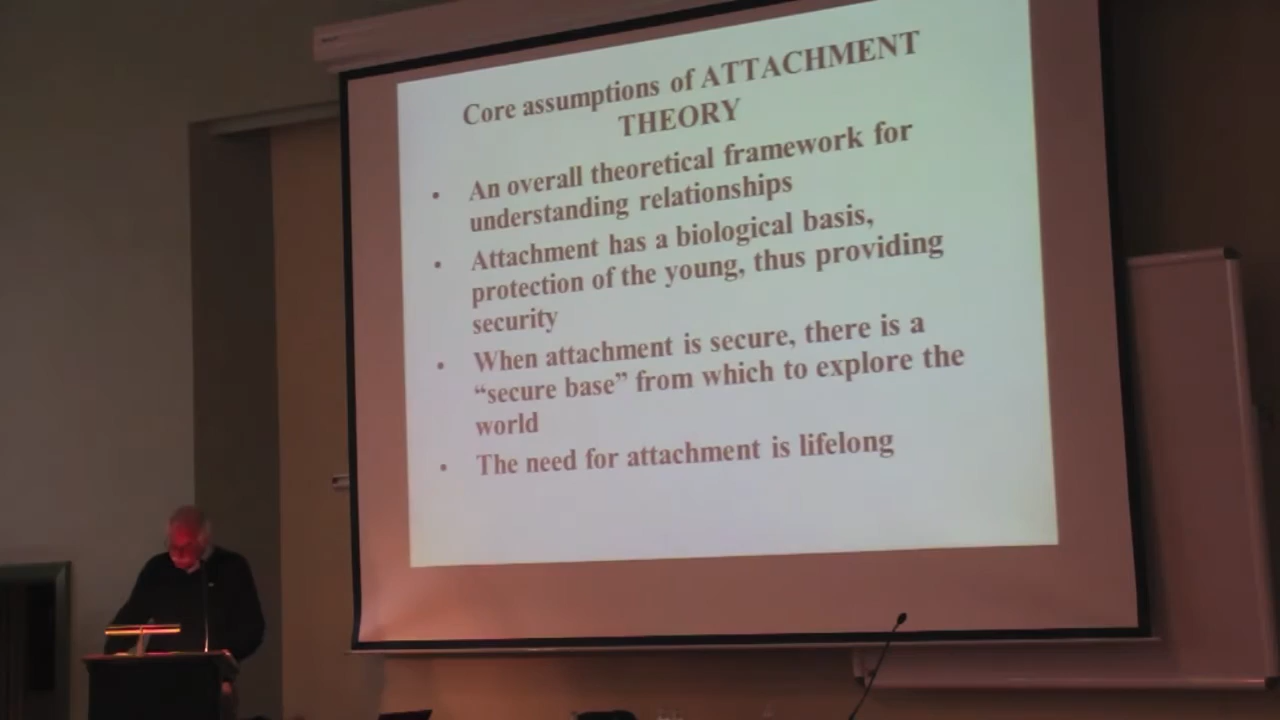 Core assumptions of ATTACHMENT
THEORY
• An overall theoretical framework for
understanding relationships
• Attachment has a biological basis,
protection of the young, thus providing
security
• When attachment is secure, there is a
“secure base” from which to explore the
world
• The need for attachment is lifelong